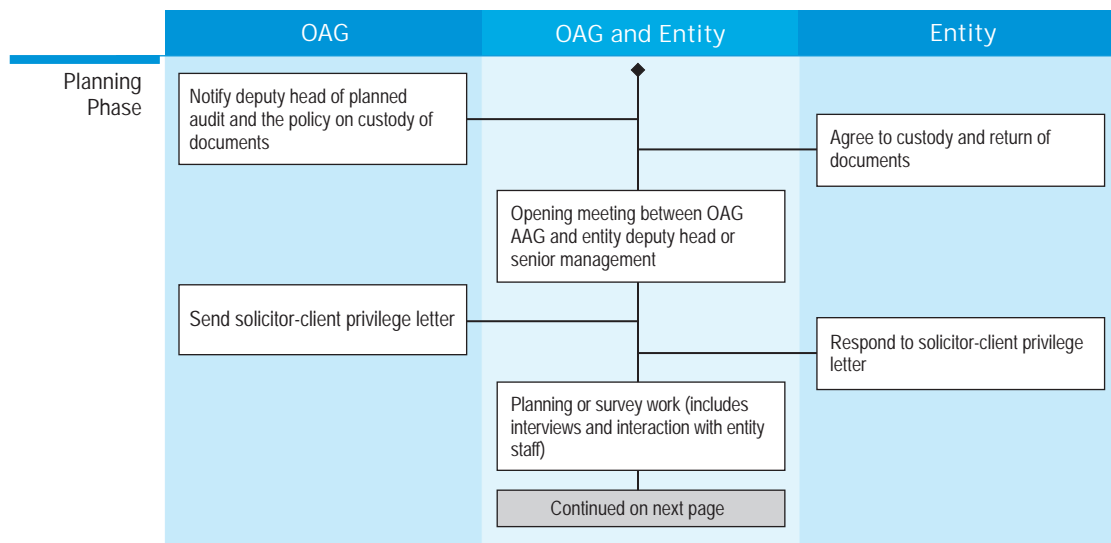 OAG
OAG and Entity
Entity
Planning
Phase
Notify deputy head of planned
audit and the policy on custody of
documents
Agree to custody and return of
documents
Opening meeting between OAG
AAG and entity deputy head or
senior management
Send solicitor-client privilege letter
Respond to solicitor-client privilege
letter
Planning or survey work (includes
interviews and interaction with entity
staff)
Continued on next page